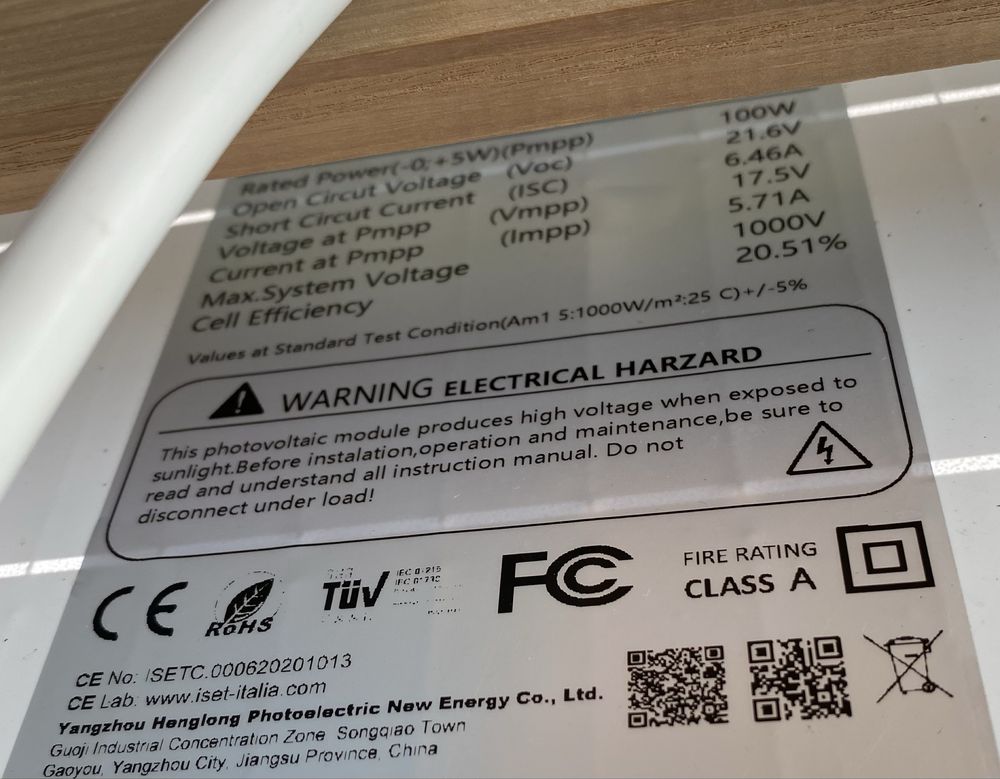 Rated Power(-0;+5W)(Pmpp) 100W
Open Circut Voltage (Voc) 21.6V
Short Circut Current (ISC) 6.46A
Voltage at Pmpp (Vmpp) 17.5V
Current at Pmpp (Impp) 5.71A
Max.System Voltage 1000V
Cell Efficiency 20.51%
Values at Standard Test Condition(Am1 5:1000W/m²:25 C)+/-5%
WARNING ELECTRICAL HARZARD
This photovoltaic module produces high voltage when exposed to
sunlight.Before instalation,operation and maintenance,be sure to
read and understand all instruction manual. Do not
disconnect under load!
CE RoHS TÜV FC FIRE RATING
CLASS A
CE No: ISETC.000620201013
CE Lab: www.iset-italia.com
Yangzhou Henglong Photoelectric New Energy Co., Ltd.
Guoji Industrial Concentration Zone Songqiao Town
Gaoyou, Yangzhou City, Jiangsu Province, China